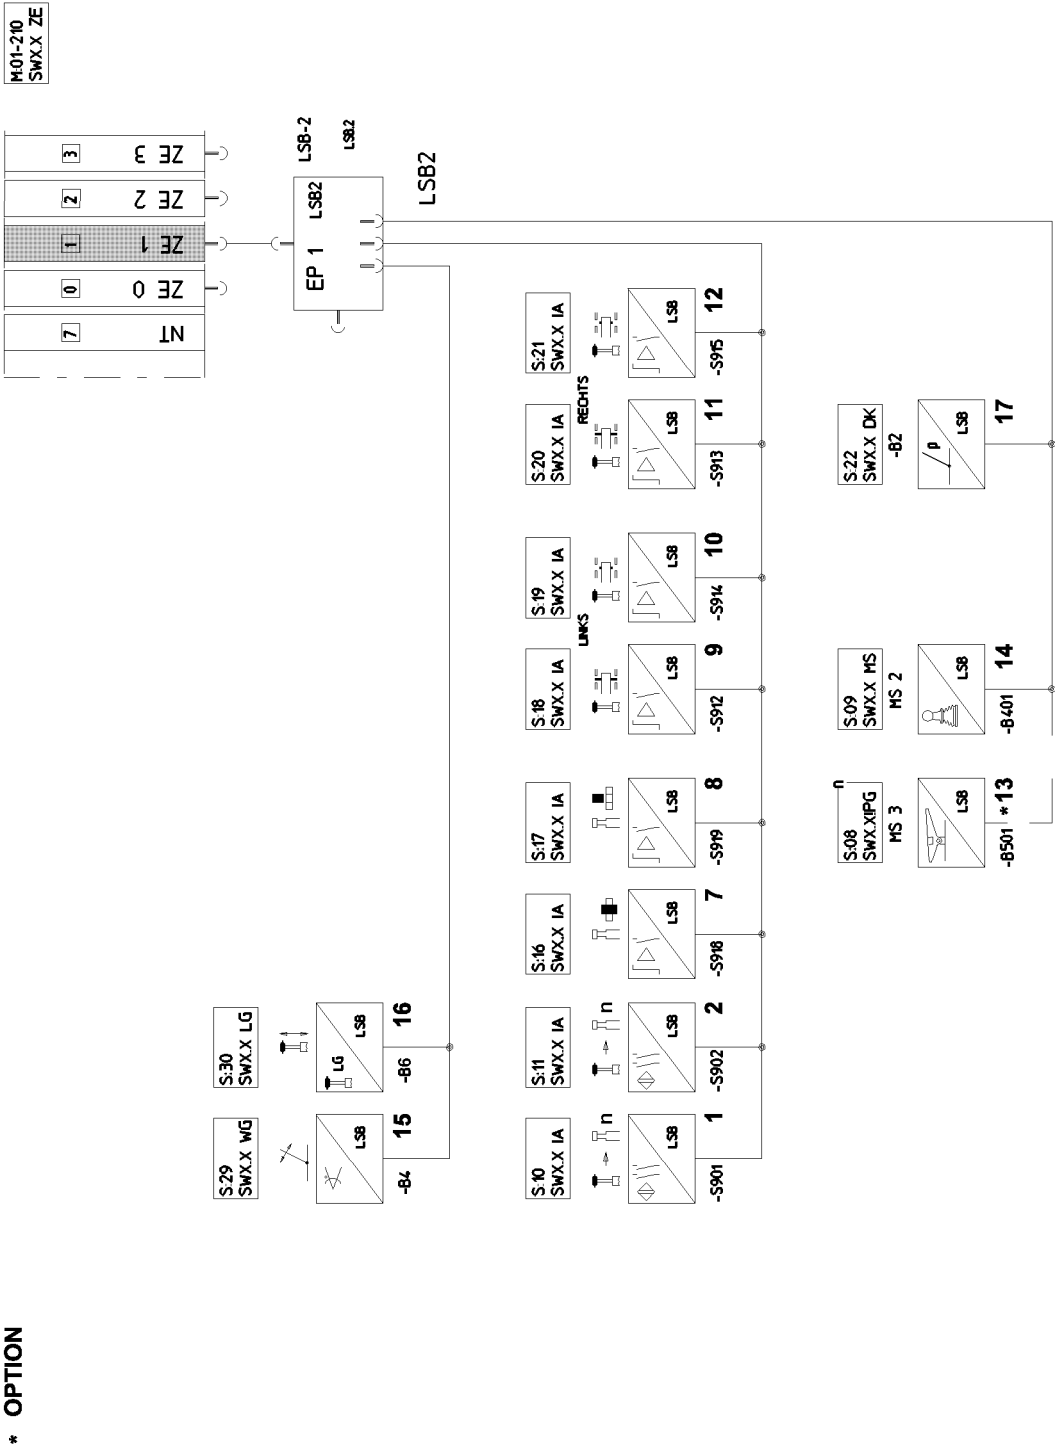 M:01-210
SWX.X ZE
3
ZE 3
2
ZE 2
1
ZE 1
0
ZE 0
7
NT
LSB-2
LSB.2
LSB2
EP 1
LSB2
S:21
SWX.X IA
LSB
-S915
12
RECHTS
S:20
SWX.X IA
LSB
-S913
11
S:19
SWX.X IA
LSB
-S914
10
LINKS
S:18
SWX.X IA
LSB
-S912
9
S:17
SWX.X IA
LSB
-S919
8
S:16
SWX.X IA
LSB
-S918
7
S:11
SWX.X IA
n
LSB
-S902
2
S:10
SWX.X IA
n
LSB
-S901
1
S:22
SWX.X DK
-B2
p
LSB
17
S:09
SWX.X MS
MS 2
LSB
-B401
14
n
S:08
SWX.X!PG
MS 3
LSB
-B501
*13
S:30
SWX.X LG
LG
LSB
-B6
16
S:29
SWX.X WG
LSB
-B4
15
* OPTION